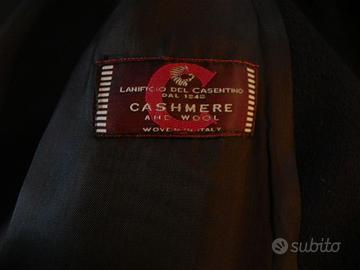 LANIFICIO DEL CASENTINO
DAL 1848
CASHMERE
AND WOOL
WOVEN IN ITALY
subito